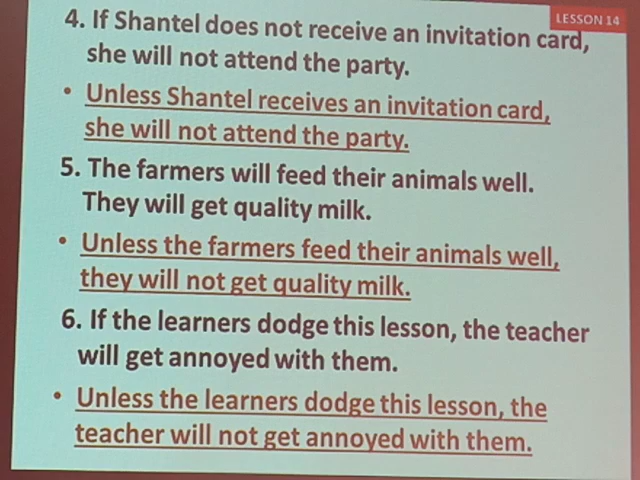 LESSON 14
4. If Shantel does not receive an invitation card,
she will not attend the party.
• Unless Shantel receives an invitation card,
she will not attend the party.
5. The farmers will feed their animals well.
They will get quality milk.
• Unless the farmers feed their animals well,
they will not get quality milk.
6. If the learners dodge this lesson, the teacher
will get annoyed with them.
• Unless the learners dodge this lesson, the
teacher will not get annoyed with them.